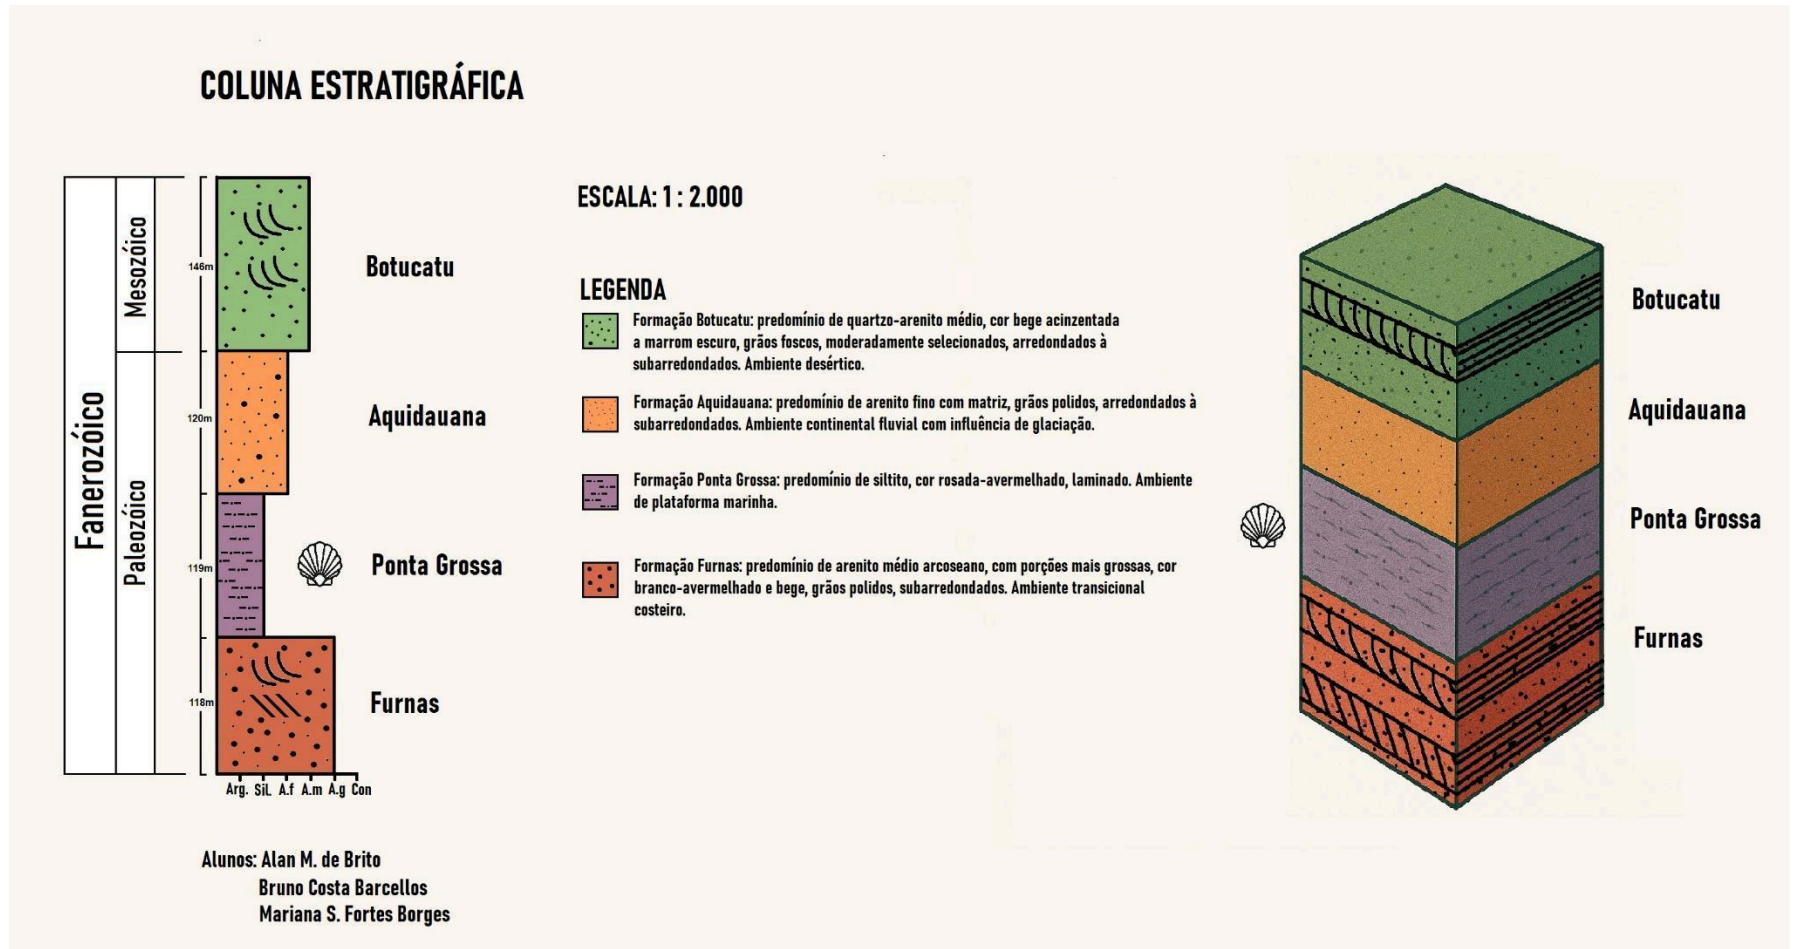 COLUNA ESTRATIGRÁFICA
Fanerozóico
Mesozóico
Paleozóico
146m
120m
119m
118m
Botucatu
Aquidauana
Ponta Grossa
Furnas
Arg. SiL A.f A.m A.g Con
ESCALA: 1 : 2.000
LEGENDA
Formação Botucatu: predomínio de quartzo-arenito médio, cor bege acinzentada
a marrom escuro, grãos foscos, moderadamente selecionados, arredondados à
subarredondados. Ambiente desértico.
Formação Aquidauana: predomínio de arenito fino com matriz, grãos polidos, arredondados à
subarredondados. Ambiente continental fluvial com influência de glaciação.
Formação Ponta Grossa: predomínio de siltito, cor rosada-avermelhado, laminado. Ambiente
de plataforma marinha.
Formação Furnas: predomínio de arenito médio arcoseano, com porções mais grossas, cor
branco-avermelhado e bege, grãos polidos, subarredondados. Ambiente transicional
costeiro.
Botucatu
Aquidauana
Ponta Grossa
Furnas
Alunos: Alan M. de Brito
Bruno Costa Barcellos
Mariana S. Fortes Borges